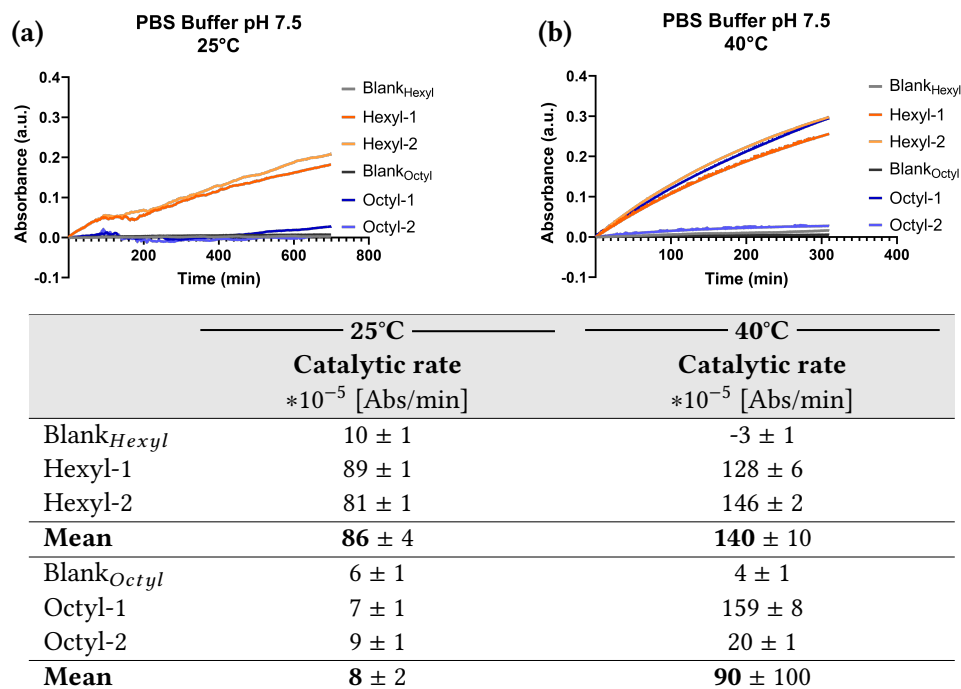 (a)
PBS Buffer pH 7.5
25°C
Absorbance (a.u.)
0.4
0.3
0.2
0.1
0.0
-0.1
200
400
600
800
Time (min)
Blank_Hexyl
Hexyl-1
Hexyl-2
Blank_Octyl
Octyl-1
Octyl-2
(b)
PBS Buffer pH 7.5
40°C
Absorbance (a.u.)
0.4
0.3
0.2
0.1
0.0
-0.1
100
200
300
400
Time (min)
Blank_Hexyl
Hexyl-1
Hexyl-2
Blank_Octyl
Octyl-1
Octyl-2
25°C 40°C
Catalytic rate Catalytic rate
*10⁻⁵ [Abs/min] *10⁻⁵ [Abs/min]
Blank_Hexyl 10 ± 1 -3 ± 1
Hexyl-1 89 ± 1 128 ± 6
Hexyl-2 81 ± 1 146 ± 2
Mean 86 ± 4 140 ± 10
Blank_Octyl 6 ± 1 4 ± 1
Octyl-1 7 ± 1 159 ± 8
Octyl-2 9 ± 1 20 ± 1
Mean 8 ± 2 90 ± 100